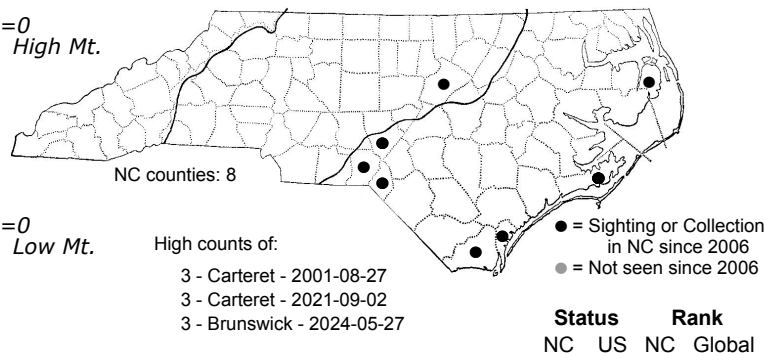 =0
High Mt.
NC counties: 8
=0
Low Mt.
High counts of:
3 - Carteret - 2001-08-27
3 - Carteret - 2021-09-02
3 - Brunswick - 2024-05-27
= Sighting or Collection
in NC since 2006
= Not seen since 2006
Status Rank
NC US NC Global